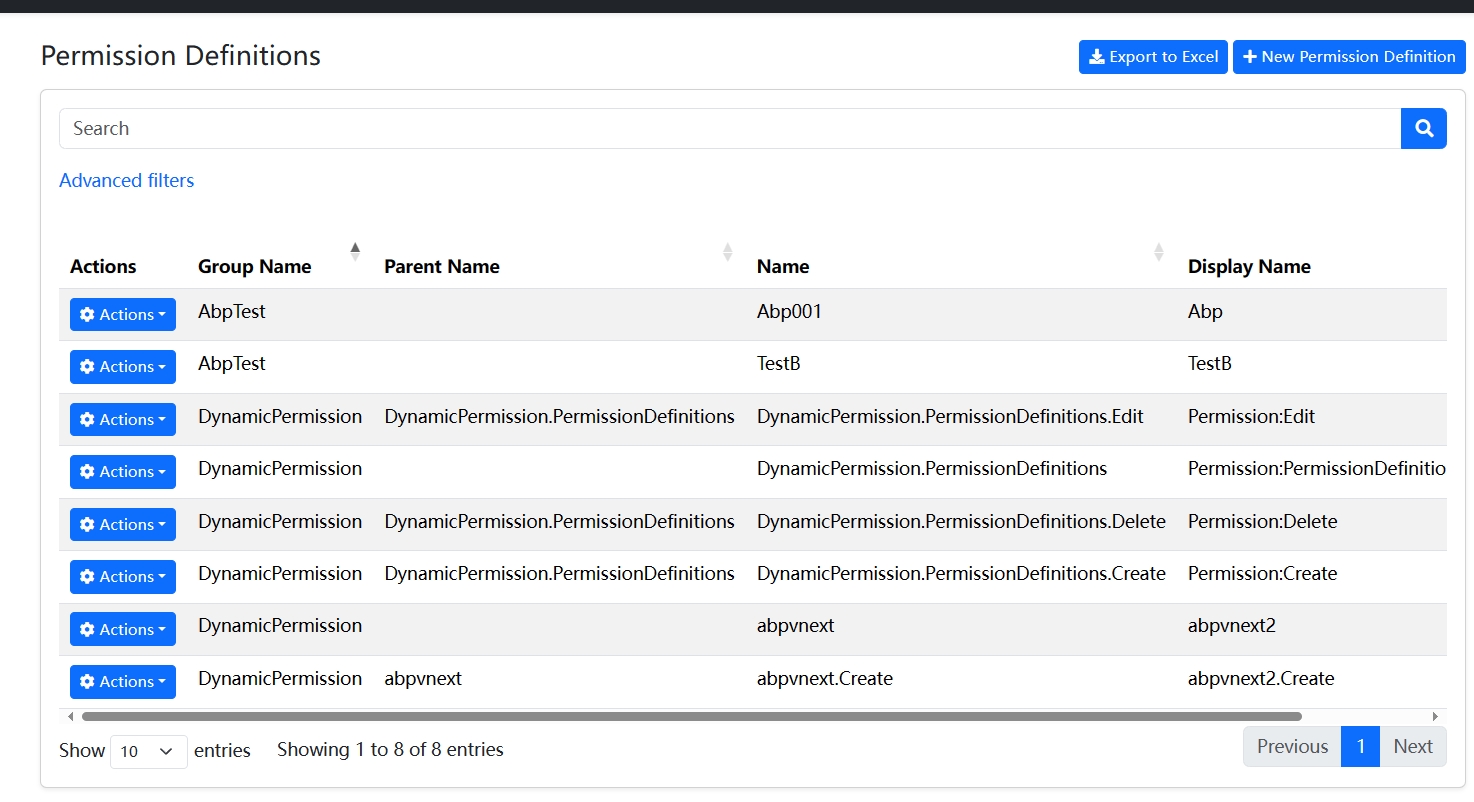 Permission Definitions
Export to Excel
New Permission Definition
Search
Advanced filters
Actions Group Name Parent Name Name Display Name
Actions AbpTest Abp001 Abp
Actions AbpTest TestB TestB
Actions DynamicPermission DynamicPermission.PermissionDefinitions DynamicPermission.PermissionDefinitions.Edit Permission:Edit
Actions DynamicPermission DynamicPermission.PermissionDefinitions Permission:PermissionDefinitio
Actions DynamicPermission DynamicPermission.PermissionDefinitions DynamicPermission.PermissionDefinitions.Delete Permission:Delete
Actions DynamicPermission DynamicPermission.PermissionDefinitions DynamicPermission.PermissionDefinitions.Create Permission:Create
Actions DynamicPermission abpvnext abpvnext2
Actions DynamicPermission abpvnext abpvnext.Create abpvnext2.Create
Show 10 entries Showing 1 to 8 of 8 entries
Previous 1 Next